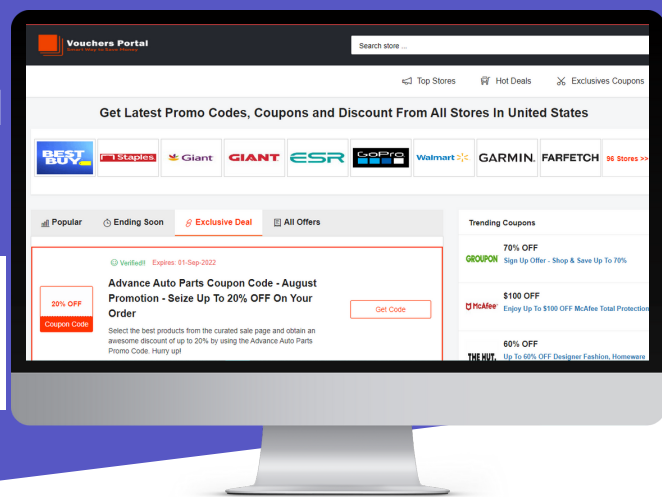 Vouchers Portal
Search store ...
Top Stores
Hot Deals
Exclusives Coupons
Get Latest Promo Codes, Coupons and Discount From All Stores In United States
BEST BUY
Staples
Giant
GIANT
ESR
GoPro
Walmart
GARMIN.
FARFETCH
96 Stores >>
Popular
Ending Soon
Exclusive Deal
All Offers
Verified!!
Expires: 01-Sep-2022
20% OFF
Coupon Code
Advance Auto Parts Coupon Code - August
Promotion - Seize Up To 20% OFF On Your
Order
Select the best products from the curated sale page and obtain an
awesome discount of up to 20% by using the Advance Auto Parts
Promo Code. Hurry up!
Get Code
Trending Coupons
GROUPON
70% OFF
Sign Up Offer - Shop & Save Up To 70%
McAfee
$100 OFF
Enjoy Up To $100 OFF McAfee Total Protection
THE HUT.
60% OFF
Up To 60% OFF Designer Fashion, Homeware